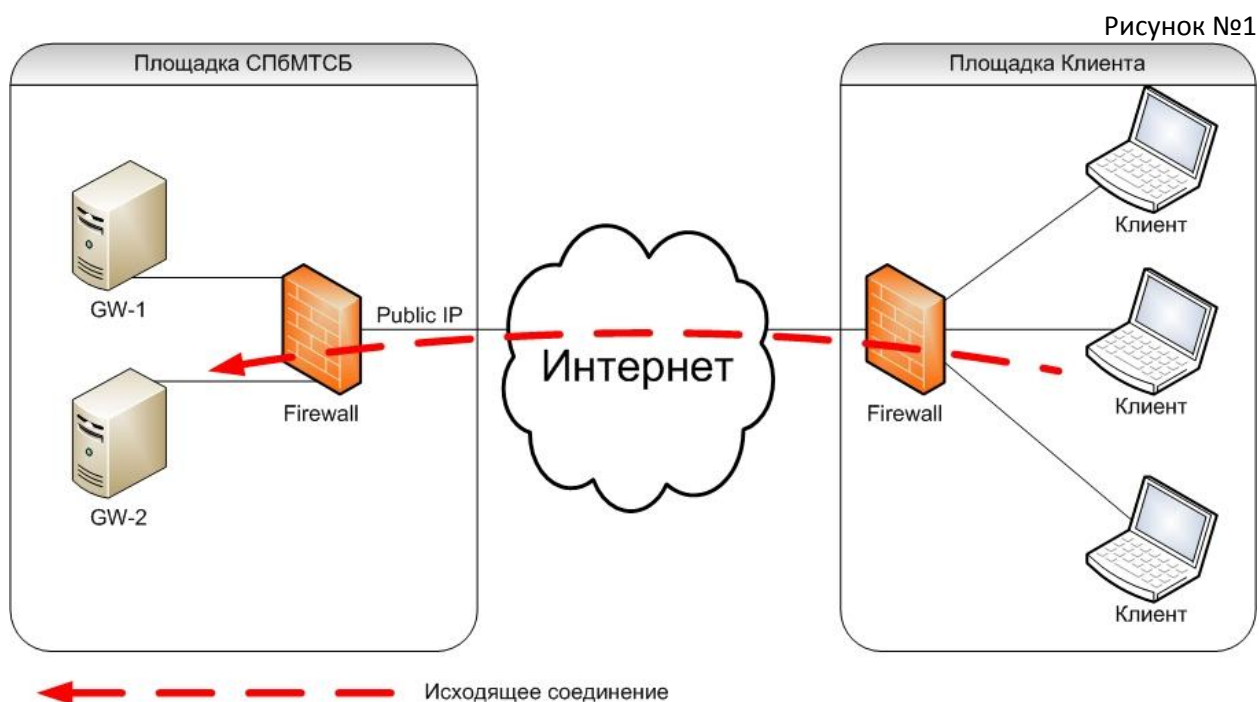 Рисунок №1
Площадка СПбМТСБ
Площадка Клиента
GW-1
GW-2
Firewall
Public IP
Интернет
Firewall
Клиент
Клиент
Клиент
Исходящее соединение